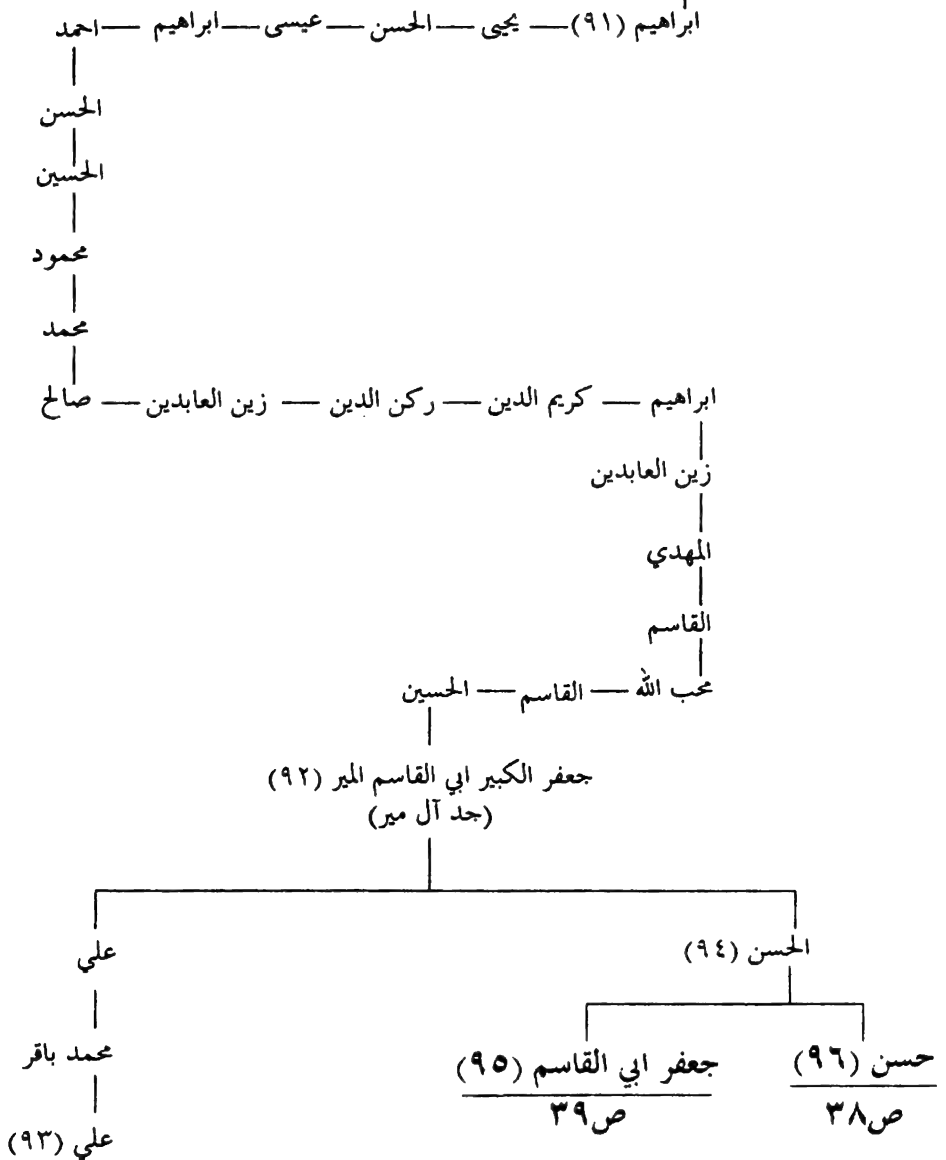 ابراهيم (٩١) — يحيى — الحسن — عيسى — ابراهيم — احمد
الحسن
الحسين
محمود
محمد
ابراهيم — كريم الدين — ركن الدين — زين العابدين — صالح
زين العابدين
المهدي
القاسم
محب الله — القاسم — الحسين
جعفر الكبير ابي القاسم المير (٩٢)
(جد آل مير)
الحسن (٩٤)
علي
حسن (٩٦)
ص٣٨
جعفر ابي القاسم (٩٥)
ص٣٩
محمد باقر
علي (٩٣)